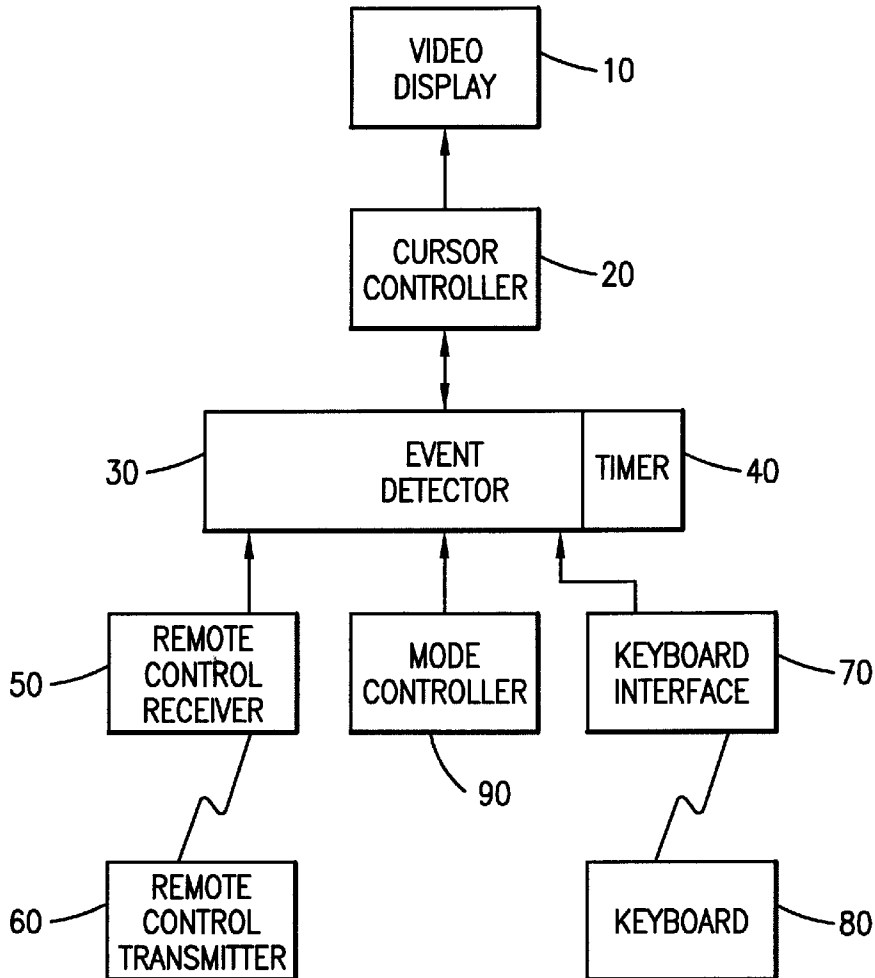 VIDEO
DISPLAY
10
CURSOR
CONTROLLER
20
30
EVENT
DETECTOR
TIMER
40
50
REMOTE
CONTROL
RECEIVER
MODE
CONTROLLER
90
KEYBOARD
INTERFACE
70
60
REMOTE
CONTROL
TRANSMITTER
KEYBOARD
80